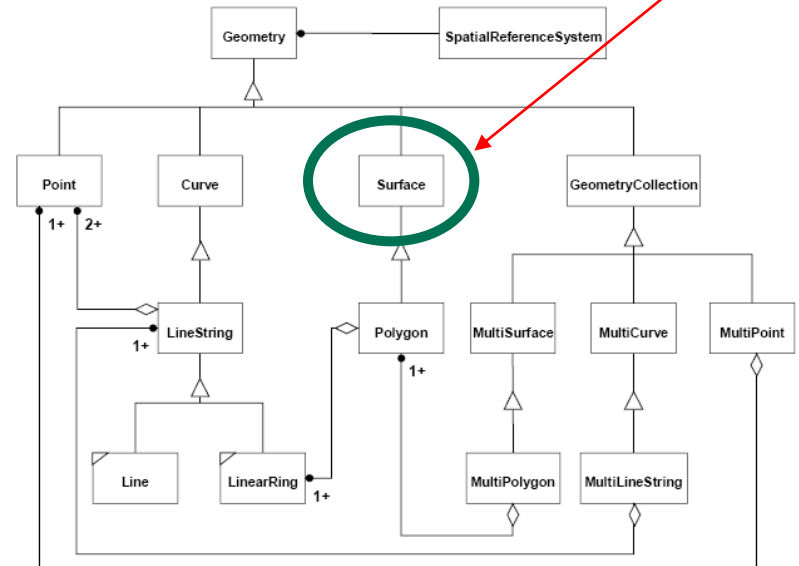 Geometry
SpatialReferenceSystem
Point
Curve
Surface
GeometryCollection
1+
2+
LineString
1+
Polygon
1+
MultiSurface
MultiCurve
MultiPoint
Line
LinearRing
1+
MultiPolygon
MultiLineString